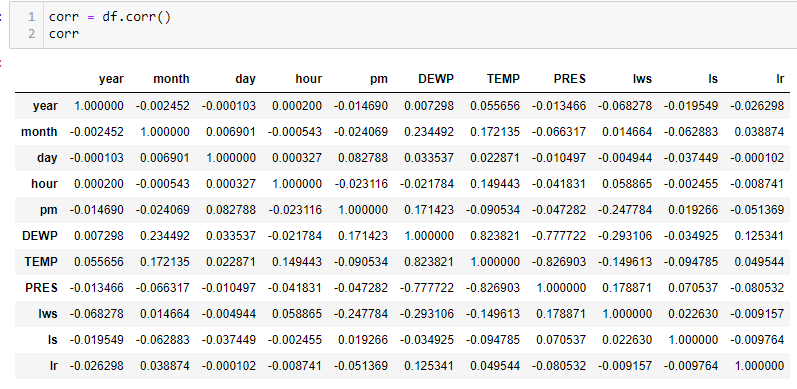 1 corr = df.corr()
2 corr
year month day hour pm DEWP TEMP PRES Iws Is Ir
year 1.000000 -0.002452 -0.000103 0.000200 -0.014690 0.007298 0.055656 -0.013466 -0.068278 -0.019549 -0.026298
month -0.002452 1.000000 0.006901 -0.000543 -0.024069 0.234492 0.172135 -0.066317 0.014664 -0.062883 0.038874
day -0.000103 0.006901 1.000000 0.000327 0.082788 0.033537 0.022871 -0.010497 -0.004944 -0.037449 -0.000102
hour 0.000200 -0.000543 0.000327 1.000000 -0.023116 -0.021784 0.149443 -0.041831 0.058865 -0.002455 -0.008741
pm -0.014690 -0.024069 0.082788 -0.023116 1.000000 0.171423 -0.090534 -0.047282 -0.247784 0.019266 -0.051369
DEWP 0.007298 0.234492 0.033537 -0.021784 0.171423 1.000000 0.823821 -0.777722 -0.293106 -0.034925 0.125341
TEMP 0.055656 0.172135 0.022871 0.149443 -0.090534 0.823821 1.000000 -0.826903 -0.149613 -0.094785 0.049544
PRES -0.013466 -0.066317 -0.010497 -0.041831 -0.047282 -0.777722 -0.826903 1.000000 0.178871 0.070537 -0.080532
Iws -0.068278 0.014664 -0.004944 0.058865 -0.247784 -0.293106 -0.149613 0.178871 1.000000 0.022630 -0.009157
Is -0.019549 -0.062883 -0.037449 -0.002455 0.019266 -0.034925 -0.094785 0.070537 0.022630 1.000000 -0.009764
Ir -0.026298 0.038874 -0.000102 -0.008741 -0.051369 0.125341 0.049544 -0.080532 -0.009157 -0.009764 1.000000